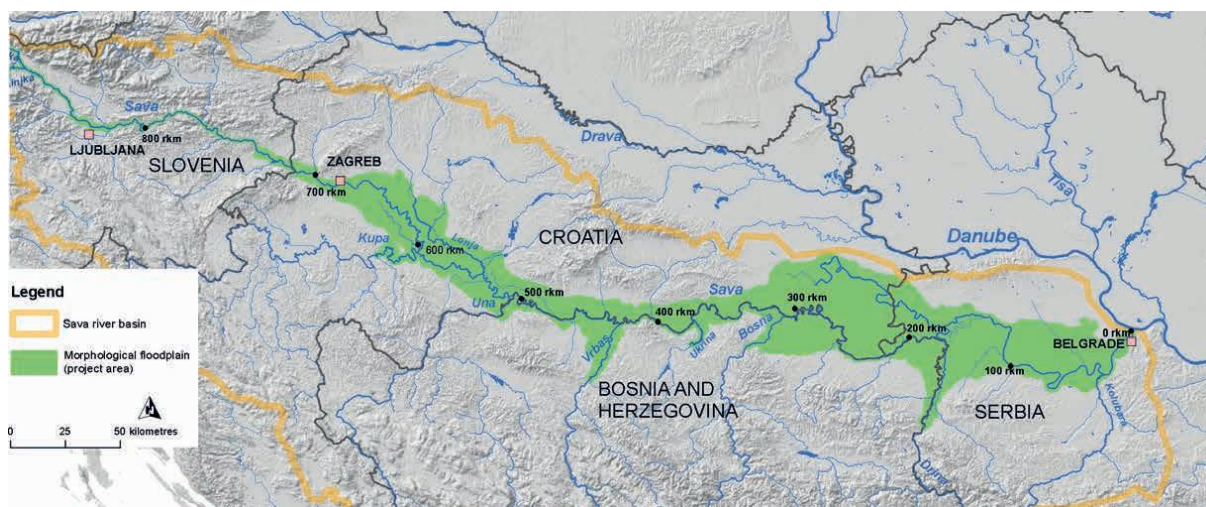 Sava
800 rkm
LJUBLJANA
SLOVENIA
ZAGREB
700 rkm
Drava
Tisa
Kupa
600 rkm
Lonja
CROATIA
Danube
Una
500 rkm
Sava
400 rkm
300 rkm
Vrbas
Ukrina
Bosna
200 rkm
0 rkm
BELGRADE
100 rkm
Kolubara
BOSNIA AND
HERZEGOVINA
SERBIA
Drina
Legend
Sava river basin
Morphological floodplain
(project area)
0 25 50 kilometres